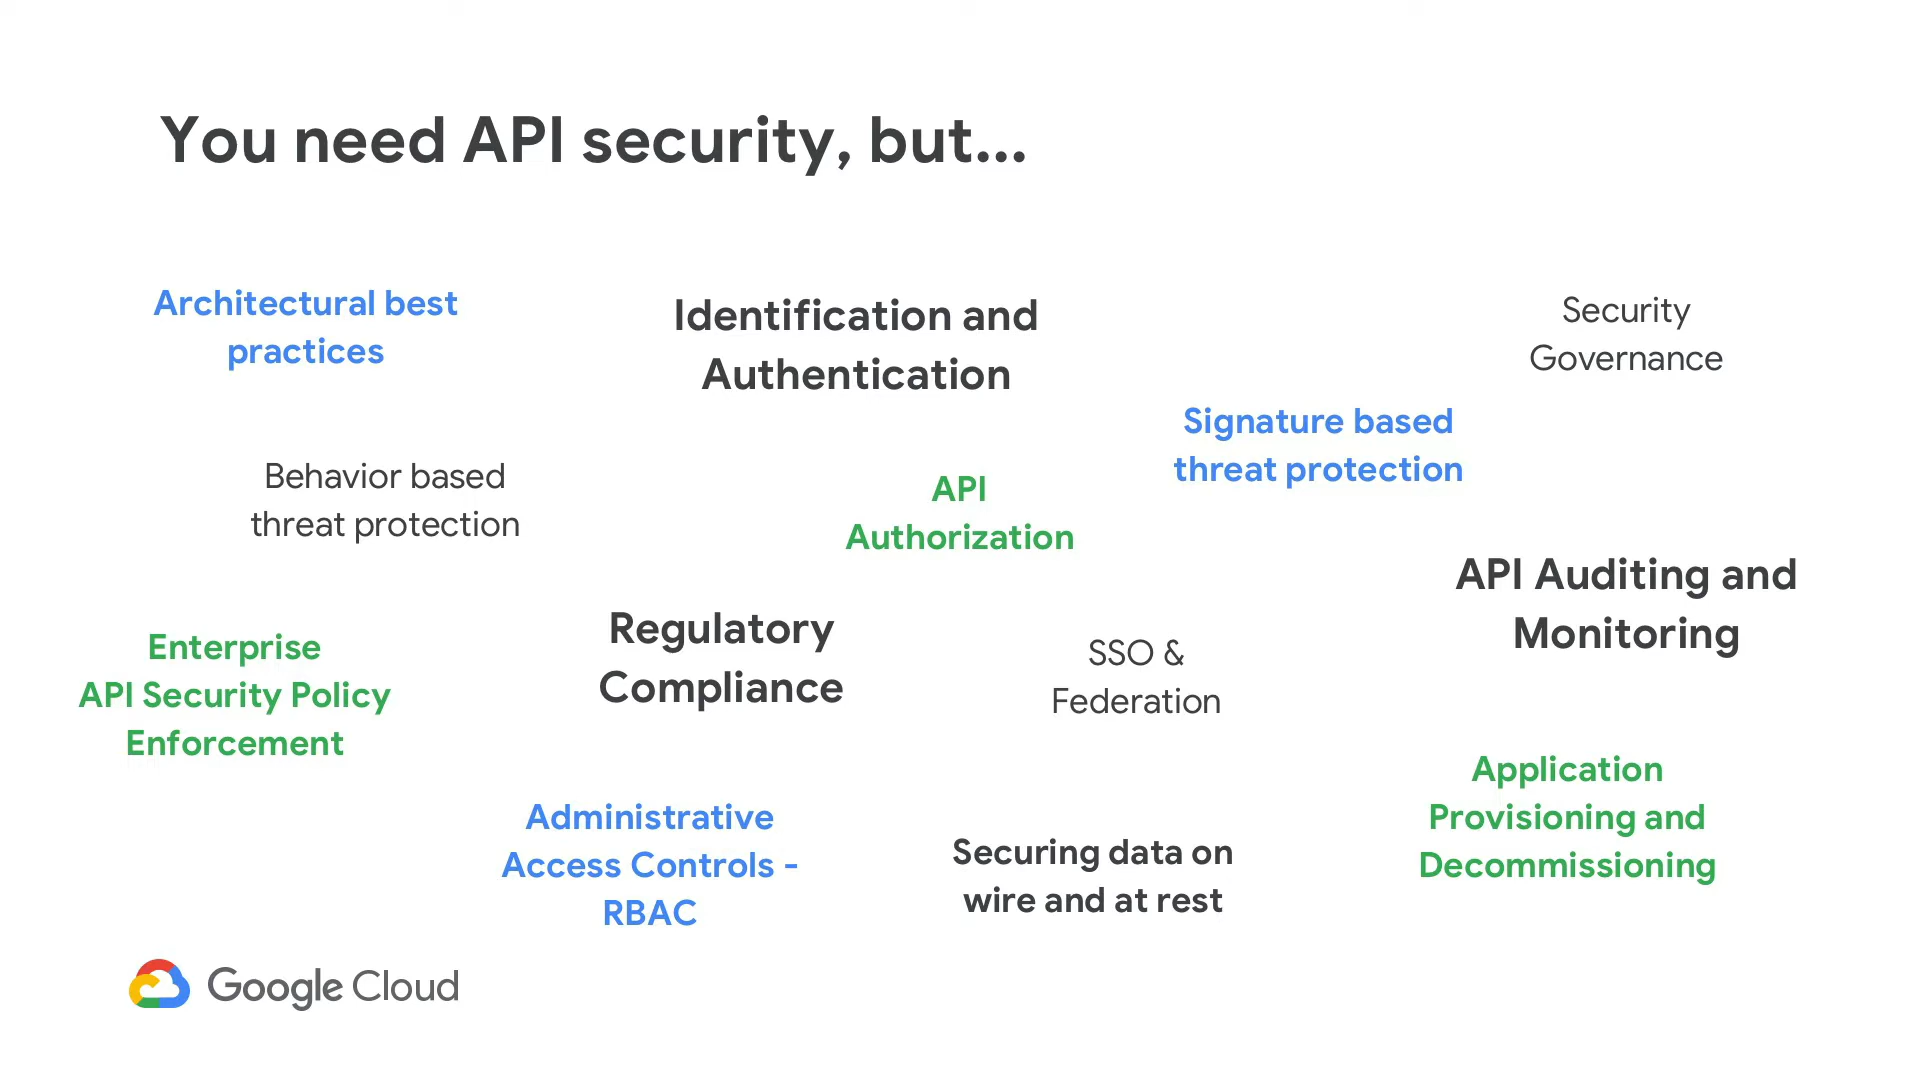 You need API security, but...
Architectural best
practices
Identification and
Authentication
Security
Governance
Signature based
threat protection
Behavior based
threat protection
API
Authorization
API Auditing and
Monitoring
Regulatory
Compliance
SSO &
Federation
Enterprise
API Security Policy
Enforcement
Application
Provisioning and
Decommissioning
Administrative
Access Controls -
RBAC
Securing data on
wire and at rest
Google Cloud